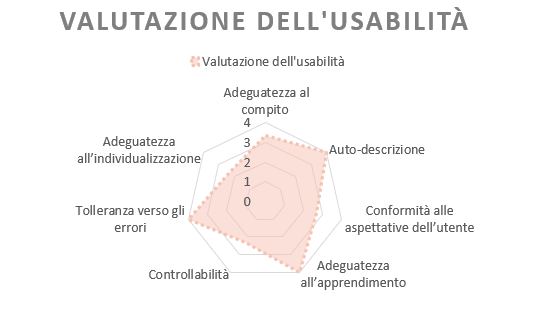 VALUTAZIONE DELL'USABILITÀ
Valutazione dell'usabilità
Adeguatezza al
compito
4
3
2
1
0
Auto-descrizione
Conformità alle
aspettative dell’utente
Adeguatezza
all’apprendimento
Controllabilità
Tolleranza verso gli
errori
Adeguatezza
all’individualizzazione